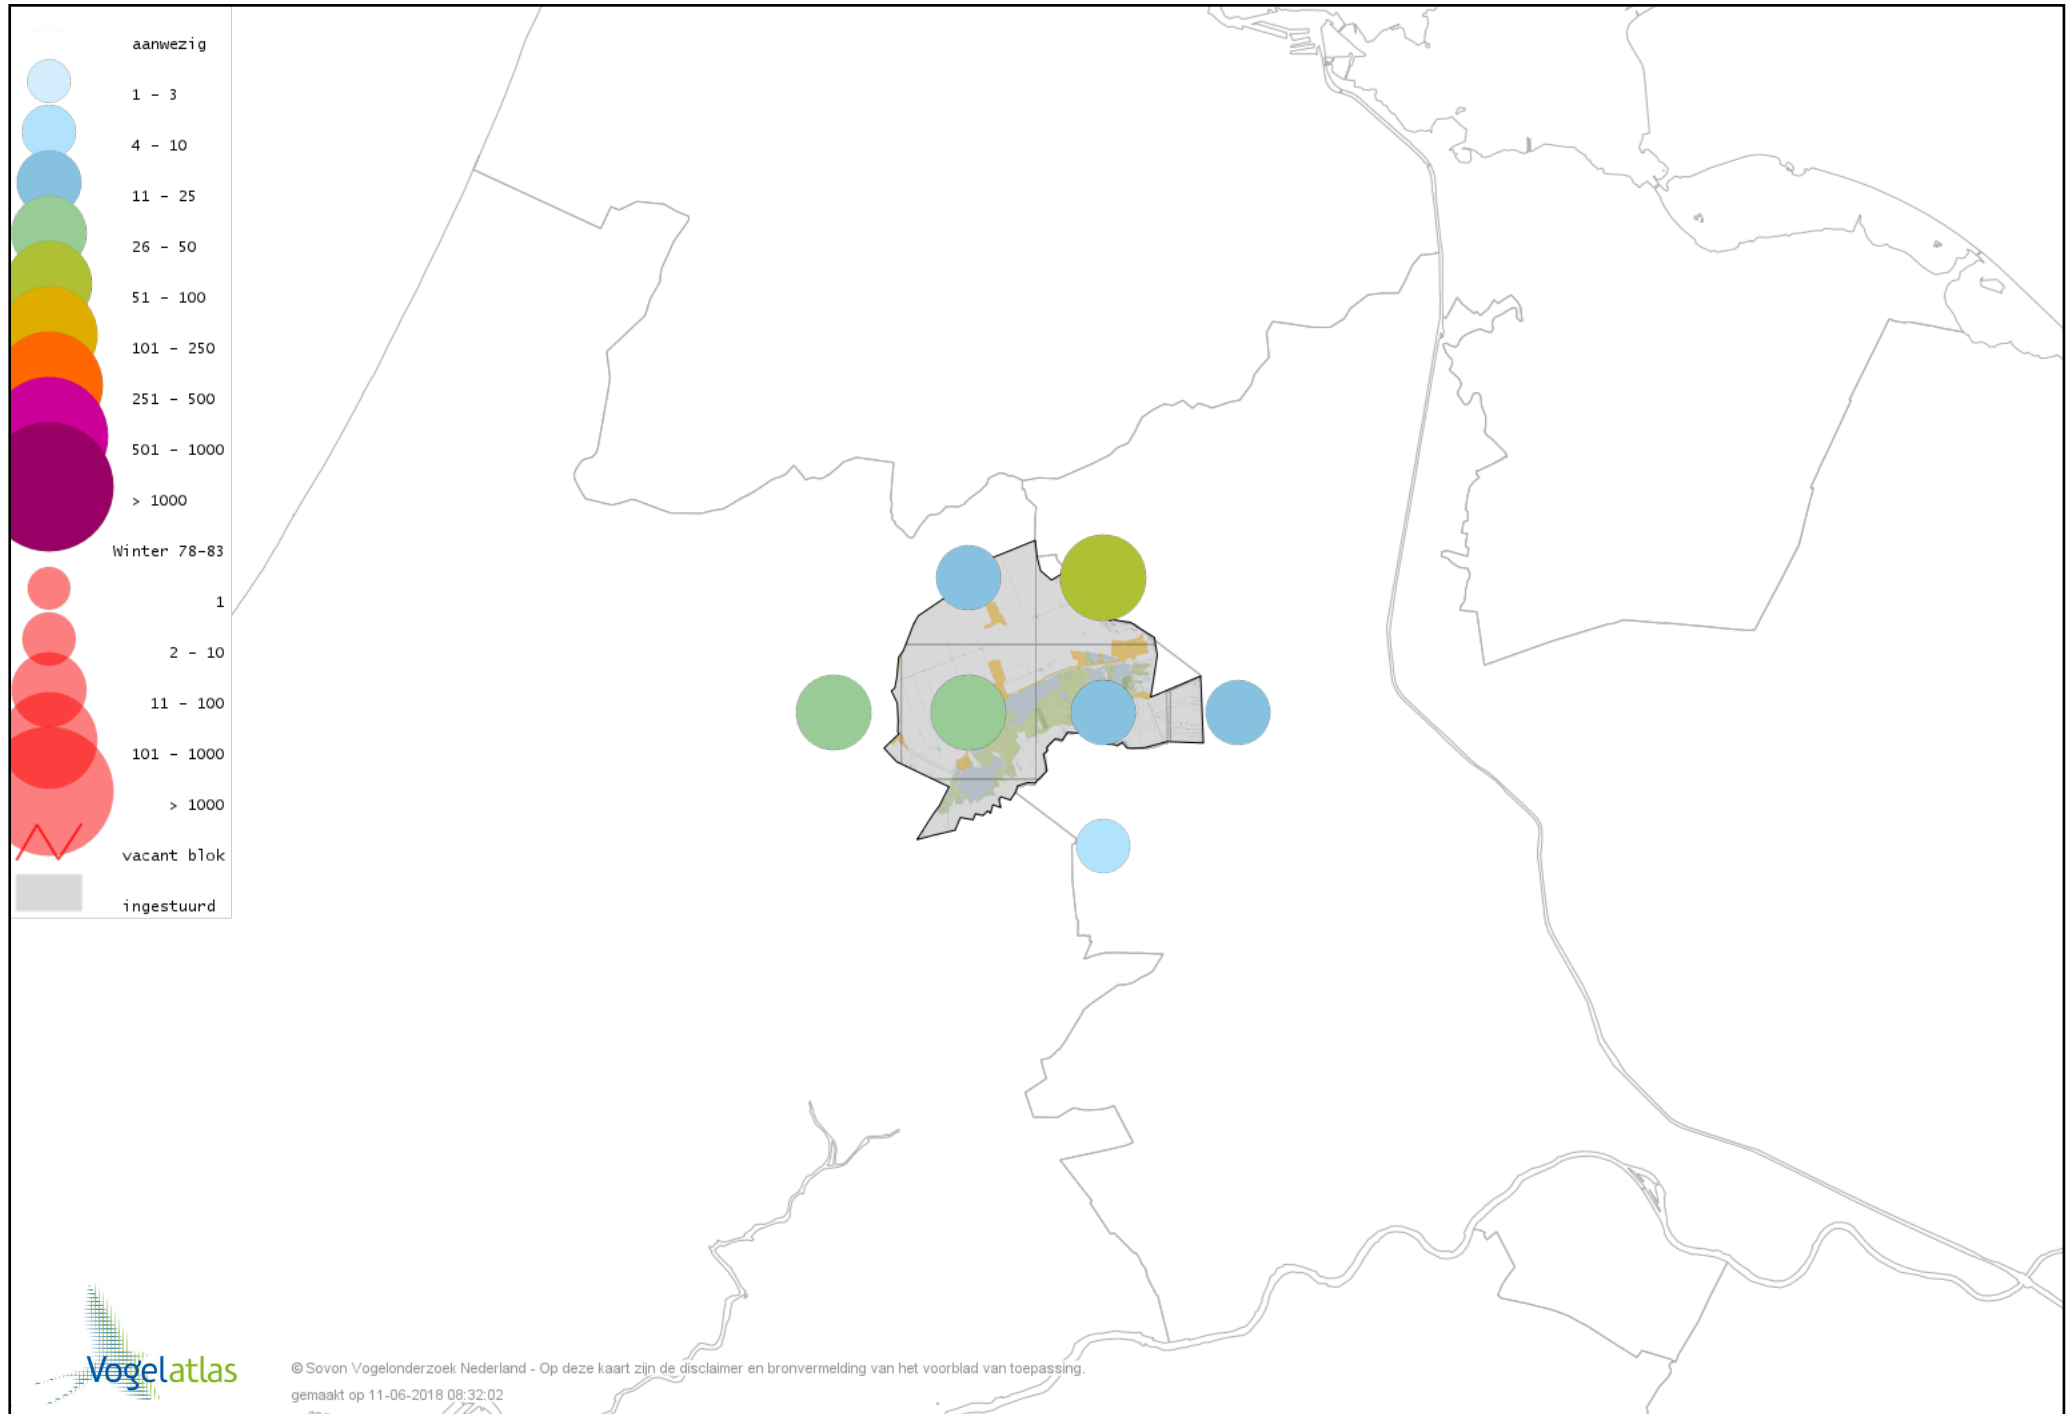 aanwezig
1 - 3
4 - 10
11 - 25
26 - 50
51 - 100
101 - 250
251 - 500
501 - 1000
> 1000
Winter 78-83
1
2 - 10
11 - 100
101 - 1000
> 1000
vacant blok
ingestuurd
Vogelatlas
© Sovon Vogelonderzoek Nederland - Op deze kaart zijn de disclaimer en bronvermelding van het voorblad van toepassing.
gemaakt op 11-06-2018 08:32:02